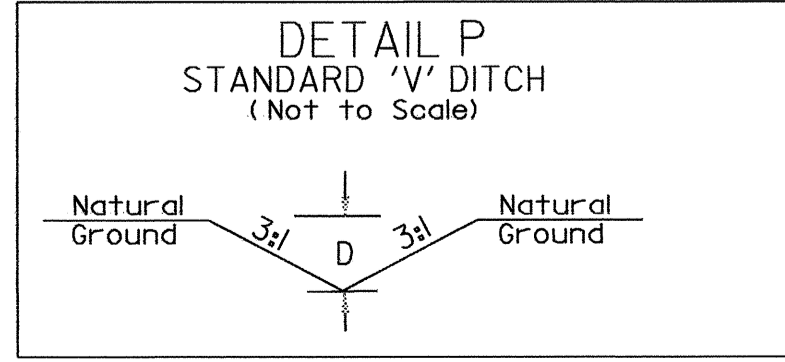 DETAIL P
STANDARD 'V' DITCH
(Not to Scale)
Natural
Ground
3:1
D
3:1
Natural
Ground